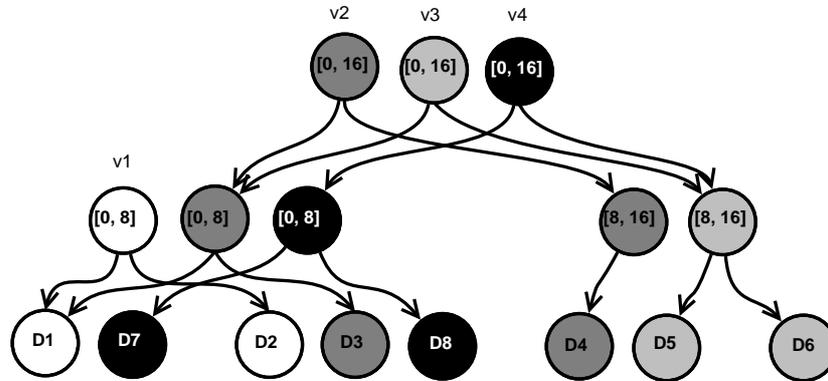 v2 v3 v4
[0, 16] [0, 16] [0, 16]
v1
[0, 8] [0, 8] [0, 8] [8, 16] [8, 16]
D1 D7 D2 D3 D8 D4 D5 D6